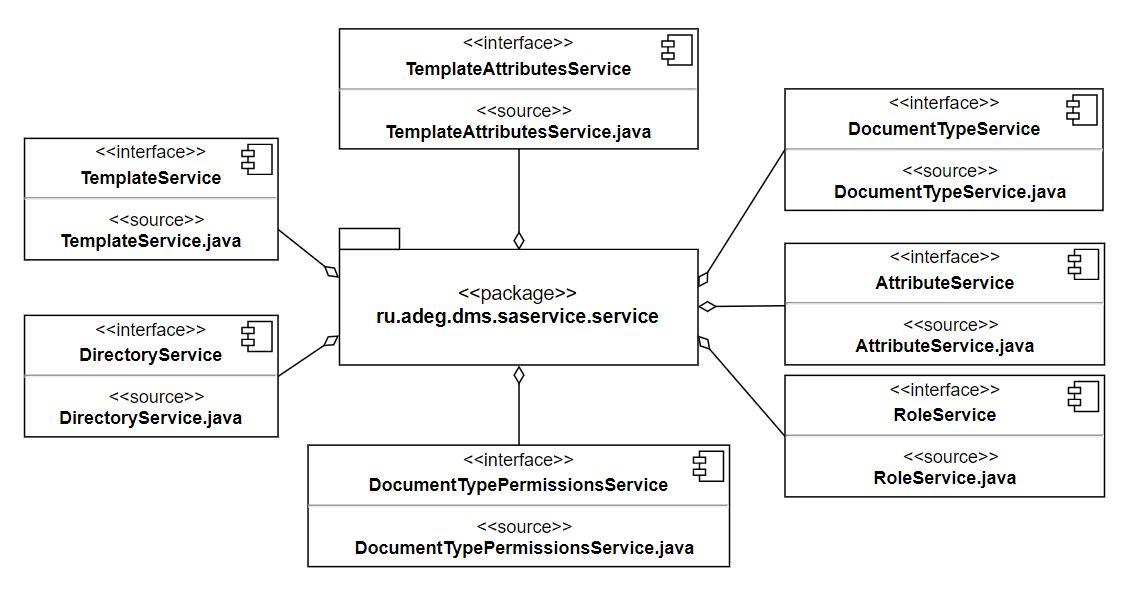 <<interface>>
TemplateAttributesService
<<source>>
TemplateAttributesService.java
<<interface>>
DocumentTypeService
<<source>>
DocumentTypeService.java
<<interface>>
TemplateService
<<source>>
TemplateService.java
<<package>>
ru.adeg.dms.saservice.service
<<interface>>
AttributeService
<<source>>
AttributeService.java
<<interface>>
DirectoryService
<<source>>
DirectoryService.java
<<interface>>
RoleService
<<source>>
RoleService.java
<<interface>>
DocumentTypePermissionsService
<<source>>
DocumentTypePermissionsService.java